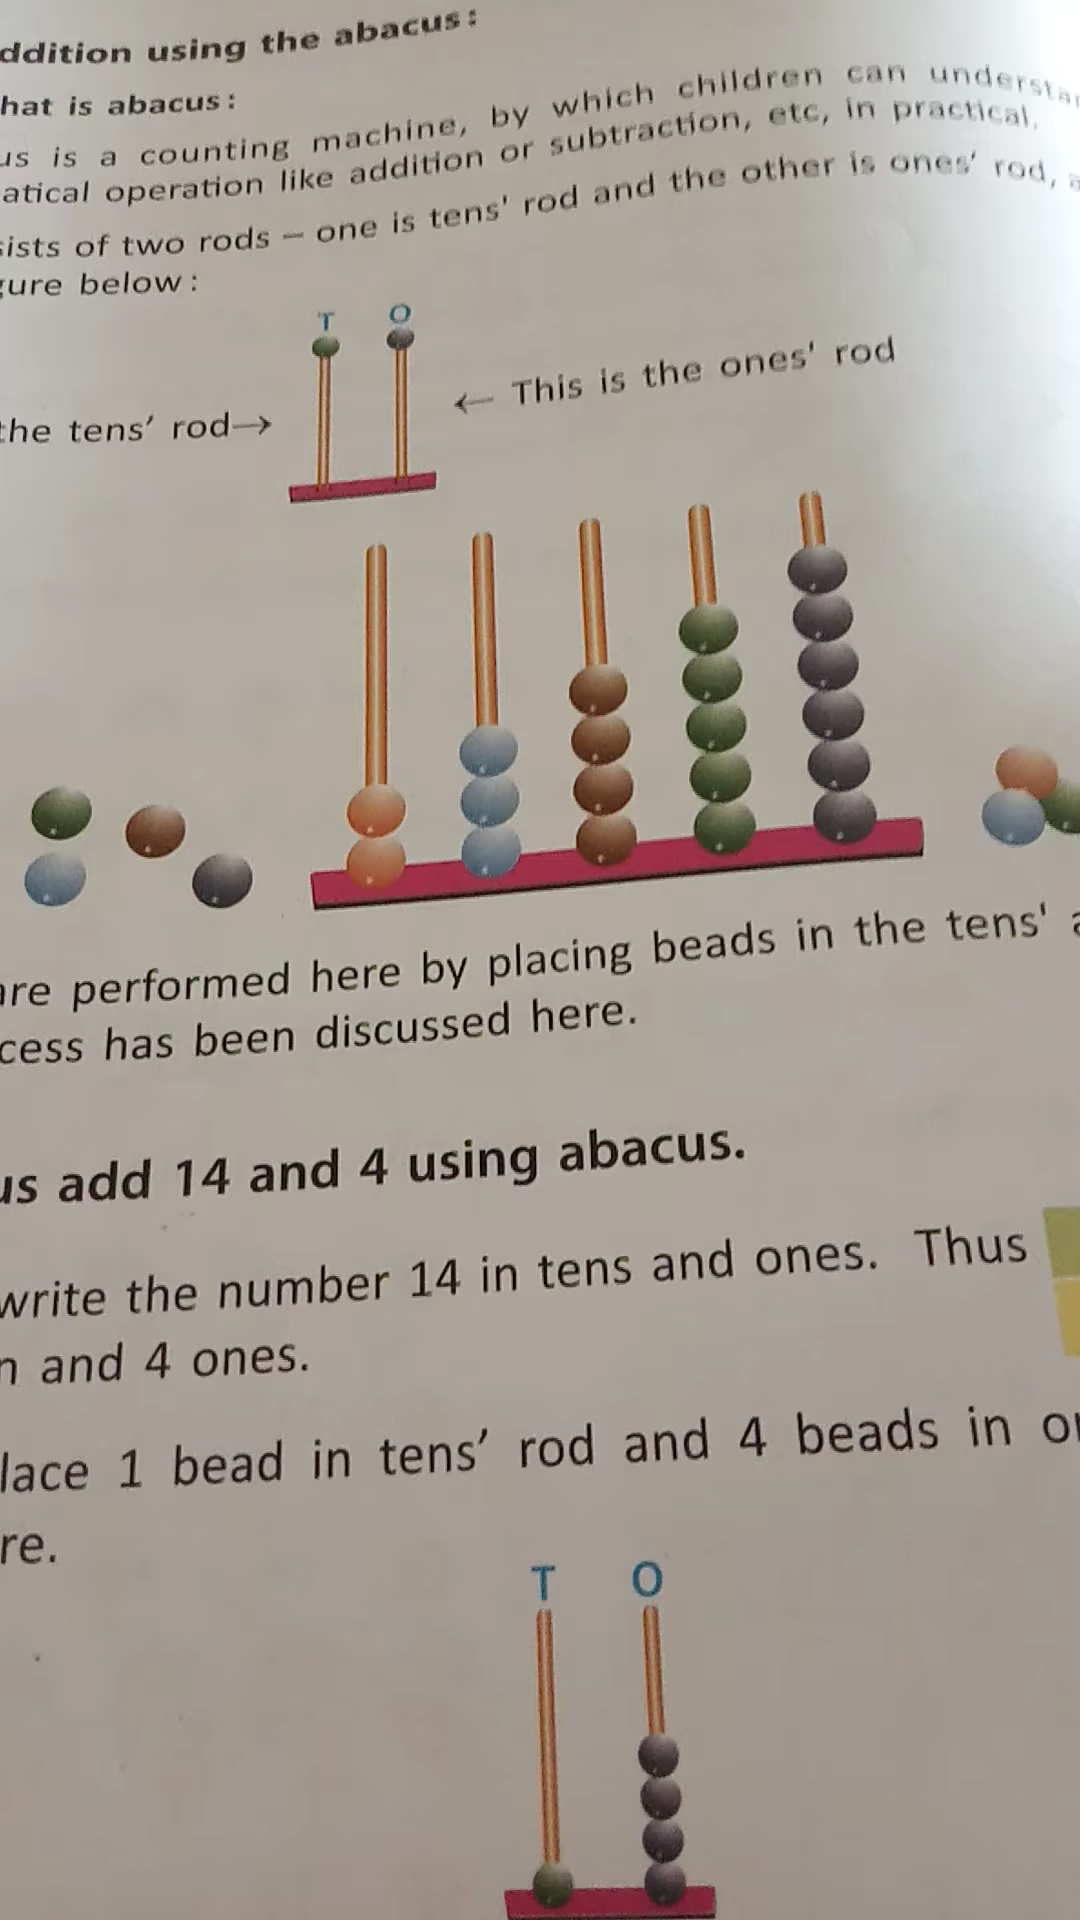 ddition using the abacus:
hat is abacus:
us is a counting machine, by which children can understa
atical operation like addition or subtraction, etc, in practical.
sists of two rods – one is tens' rod and the other is ones' rod, a
gure below:
T O
the tens' rod→ ← This is the ones' rod
are performed here by placing beads in the tens' a
cess has been discussed here.
us add 14 and 4 using abacus.
write the number 14 in tens and ones. Thus
n and 4 ones.
lace 1 bead in tens' rod and 4 beads in o
re.
T O